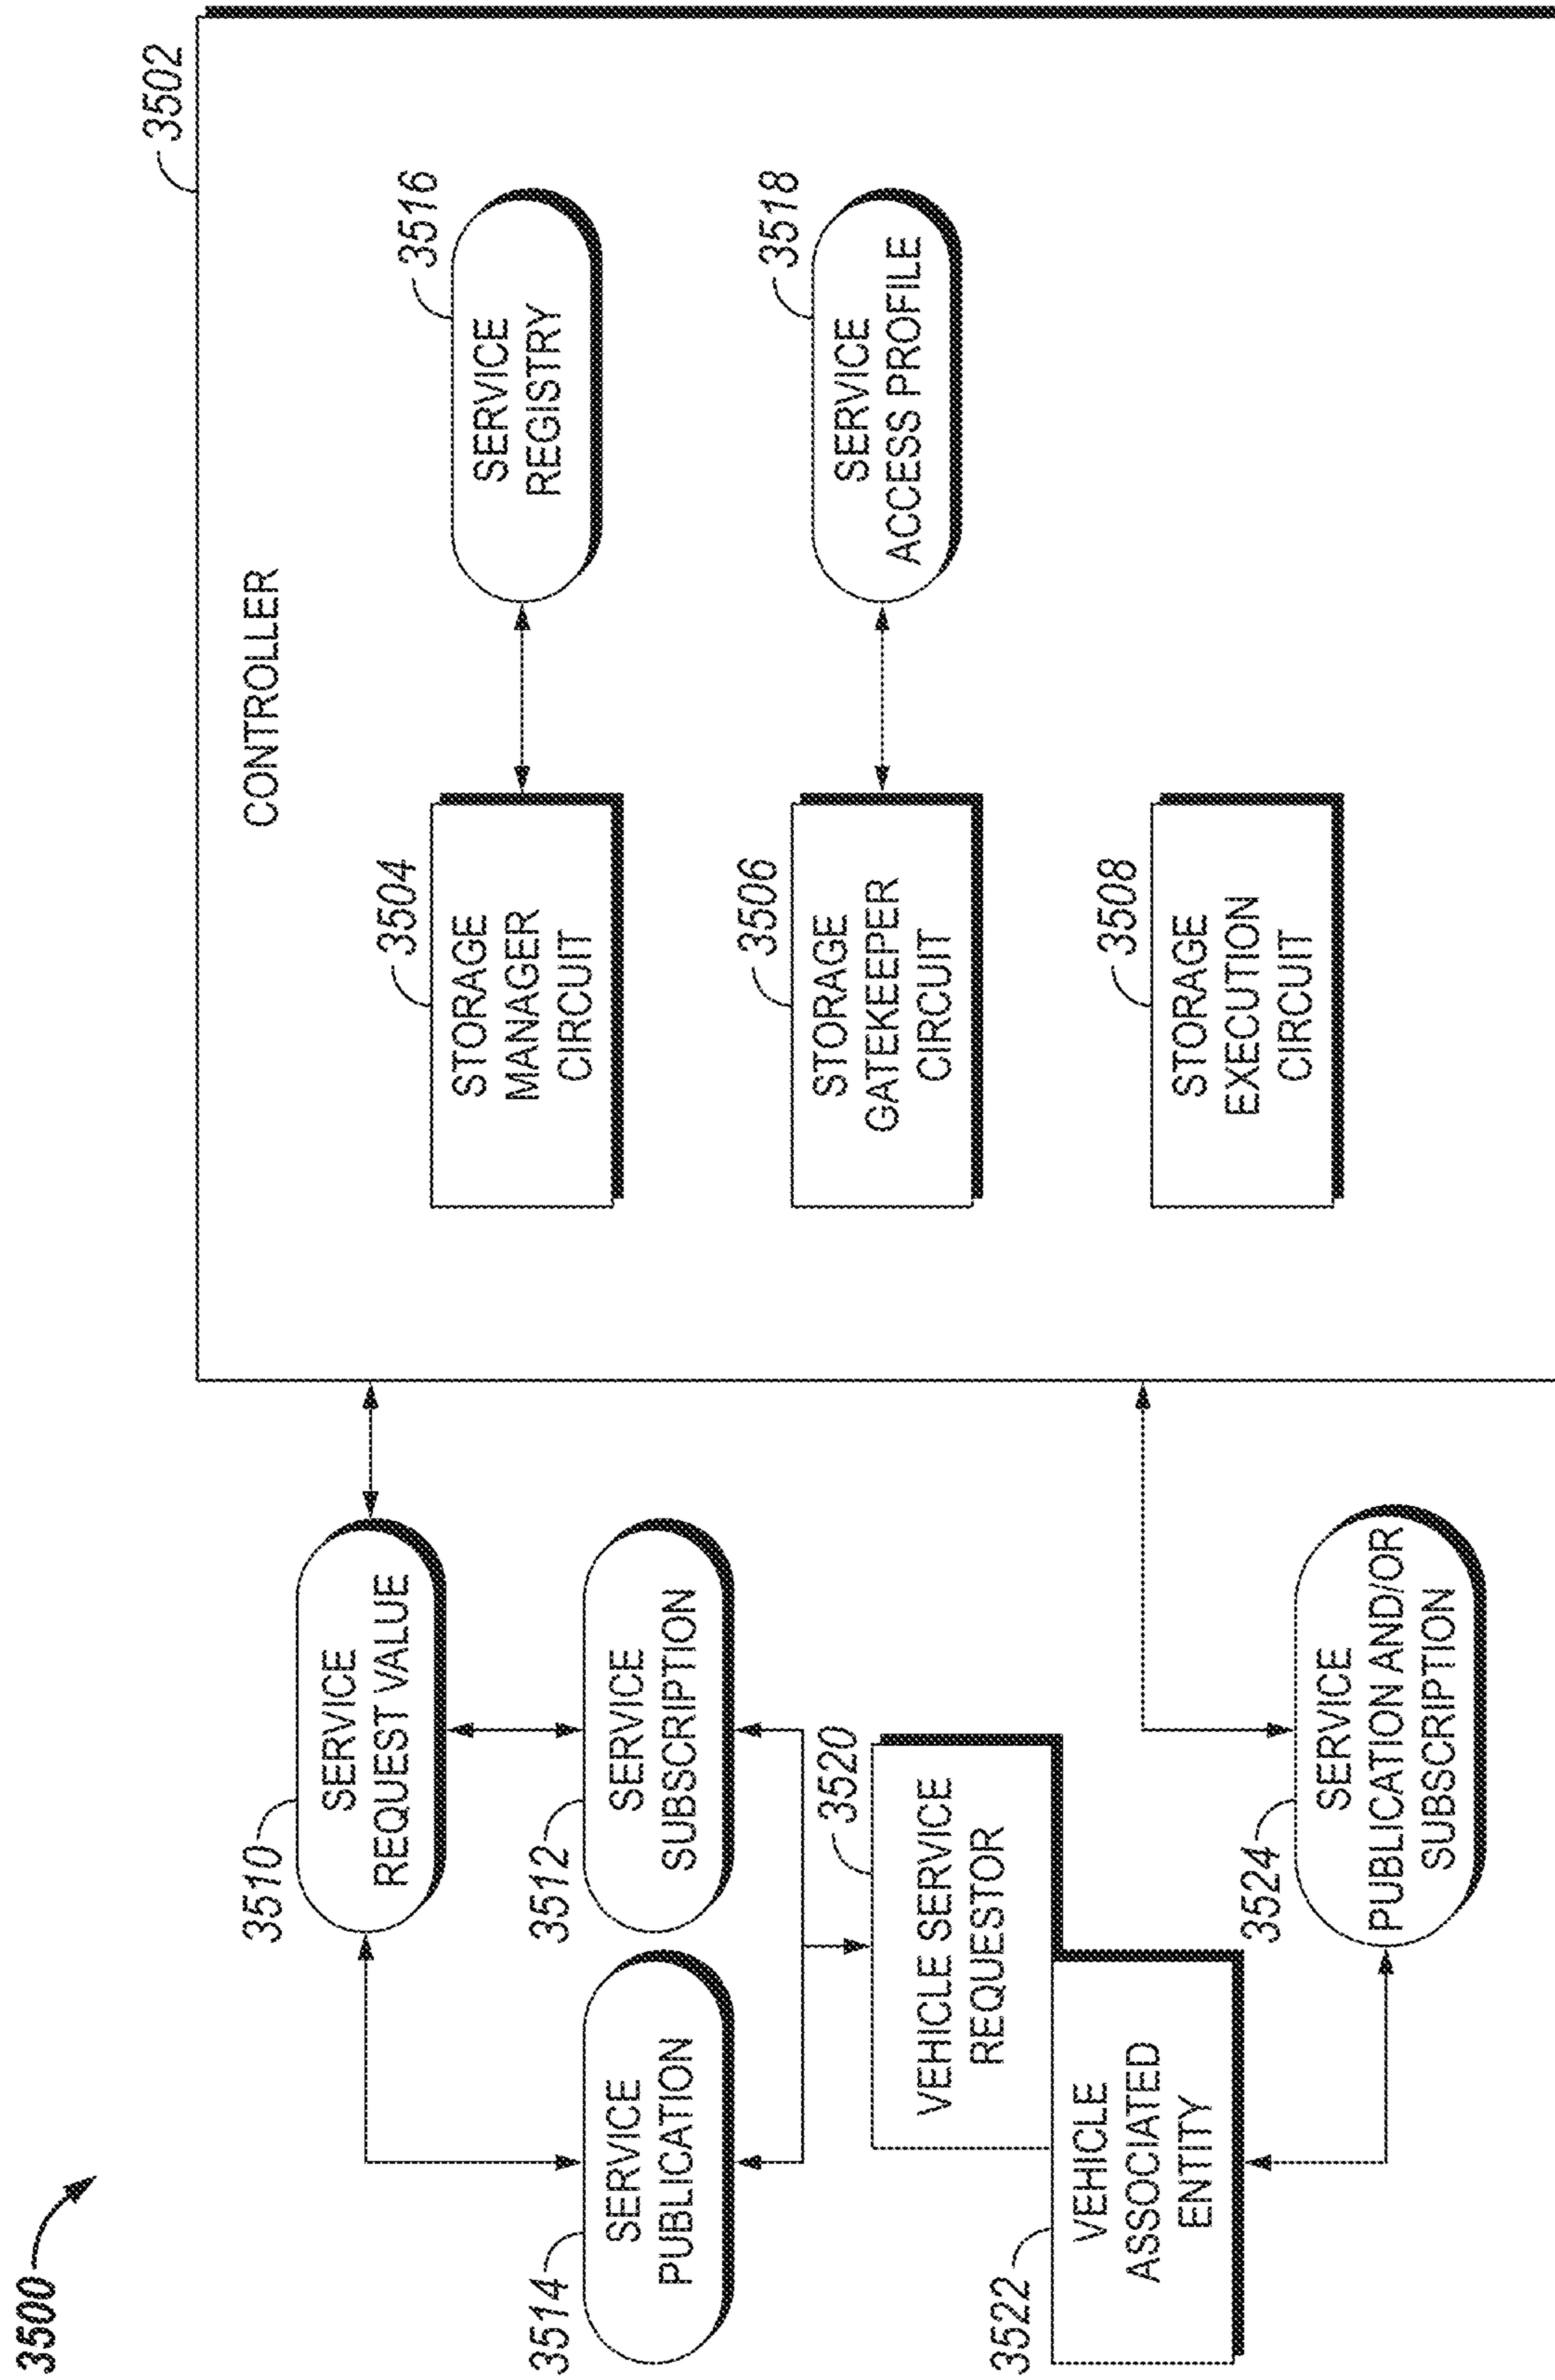 3500
3502
CONTROLLER
3510
SERVICE
REQUEST VALUE
3504
STORAGE
MANAGER
CIRCUIT
3516
SERVICE
REGISTRY
3514
SERVICE
PUBLICATION
3512
SERVICE
SUBSCRIPTION
3506
STORAGE
GATEKEEPER
CIRCUIT
3518
SERVICE
ACCESS PROFILE
3520
VEHICLE SERVICE
REQUESTOR
3522
VEHICLE
ASSOCIATED
ENTITY
3508
STORAGE
EXECUTION
CIRCUIT
3524
SERVICE
PUBLICATION AND/OR
SUBSCRIPTION